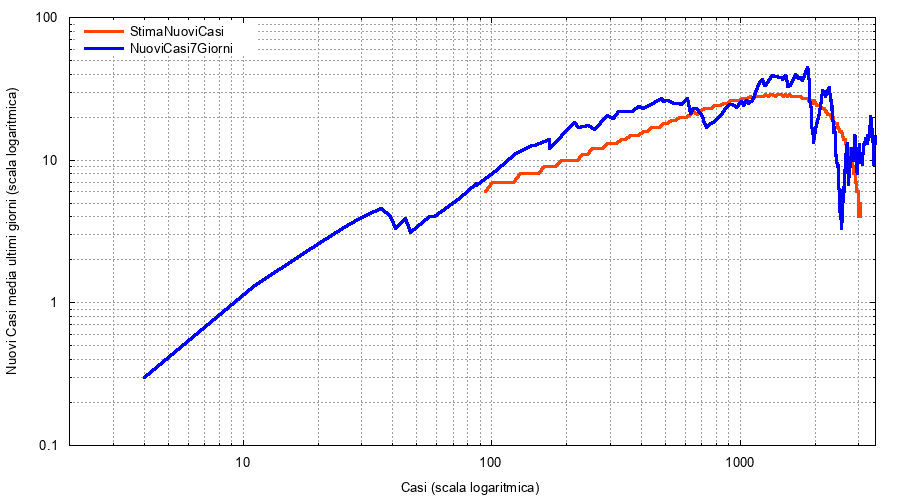 100
StimaNuoviCasi
NuoviCasi7Giorni
10
1
0.1
Nuovi Casi media ultimi giorni (scala logaritmica)
10
100
1000
Casi (scala logaritmica)